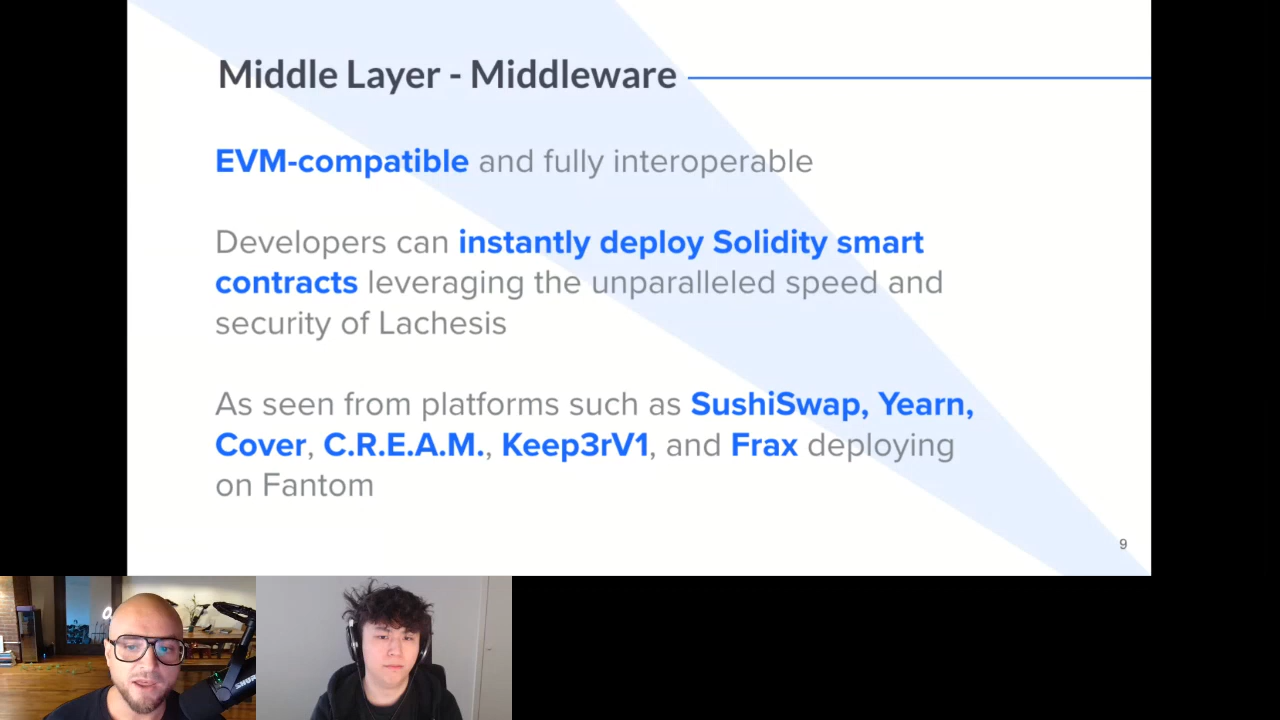 Middle Layer - Middleware
EVM-compatible and fully interoperable
Developers can instantly deploy Solidity smart
contracts leveraging the unparalleled speed and
security of Lachesis
As seen from platforms such as SushiSwap, Yearn,
Cover, C.R.E.A.M., Keep3rV1, and Frax deploying
on Fantom
9
SHURE